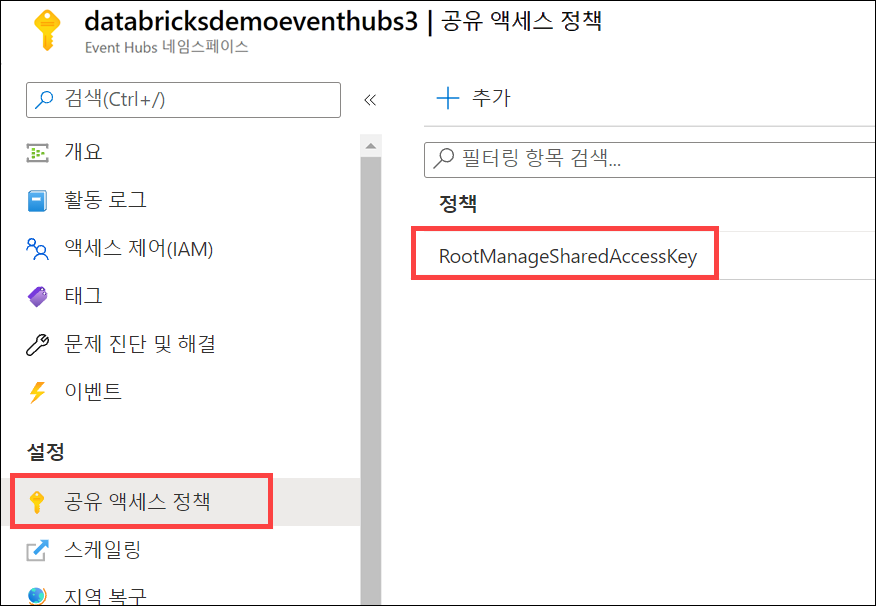 databricksdemoeventhubs3 | 공유 액세스 정책
Event Hubs 네임스페이스
검색(Ctrl+/)
«
개요
활동 로그
액세스 제어(IAM)
태그
문제 진단 및 해결
이벤트
설정
공유 액세스 정책
스케일링
지역 복구
추가
필터링 항목 검색...
정책
RootManageSharedAccessKey